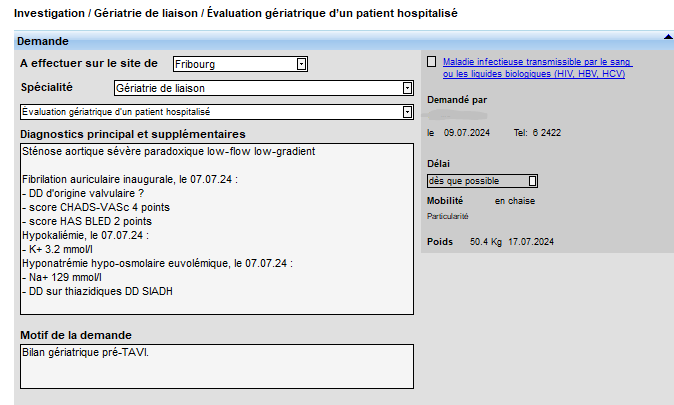 Investigation / Gériatrie de liaison / Évaluation gériatrique d'un patient hospitalisé
Demande
A effectuer sur le site de Fribourg
Spécialité Gériatrie de liaison
Evaluation gériatrique d'un patient hospitalisé
Diagnostics principal et supplémentaires
Sténose aortique sévère paradoxique low-flow low-gradient
Fibrilation auriculaire inaugurale, le 07.07.24 :
- DD d'origine valvulaire ?
- score CHADS-VASc 4 points
- score HAS BLED 2 points
Hypokaliémie, le 07.07.24 :
- K+ 3.2 mmol/l
Hyponatrémie hypo-osmolaire euvolémique, le 07.07.24 :
- Na+ 129 mmol/l
- DD sur thiazidiques DD SIADH
Motif de la demande
Bilan gériatrique pré-TAVI.
Maladie infectieuse transmissible par le sang
ou les liquides biologiques (HIV, HBV, HCV)
Demandé par
le 09.07.2024 Tel: 6 2422
Délai
dès que possible
Mobilité en chaise
Particularité
Poids 50.4 Kg 17.07.2024